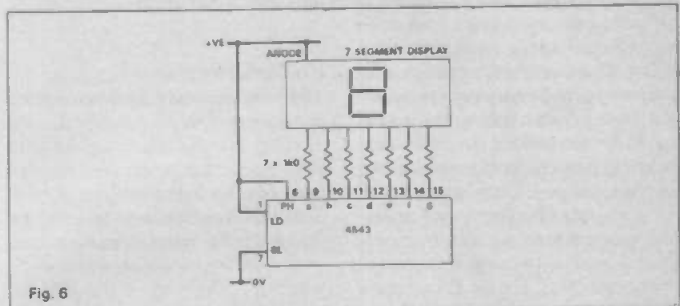 +VE
ANODE
7 SEGMENT DISPLAY
7 x 1k0
6 9 10 11 12 13 14 15
PH a b c d e f g
1
LD
4543
BL
7
0V
Fig. 6